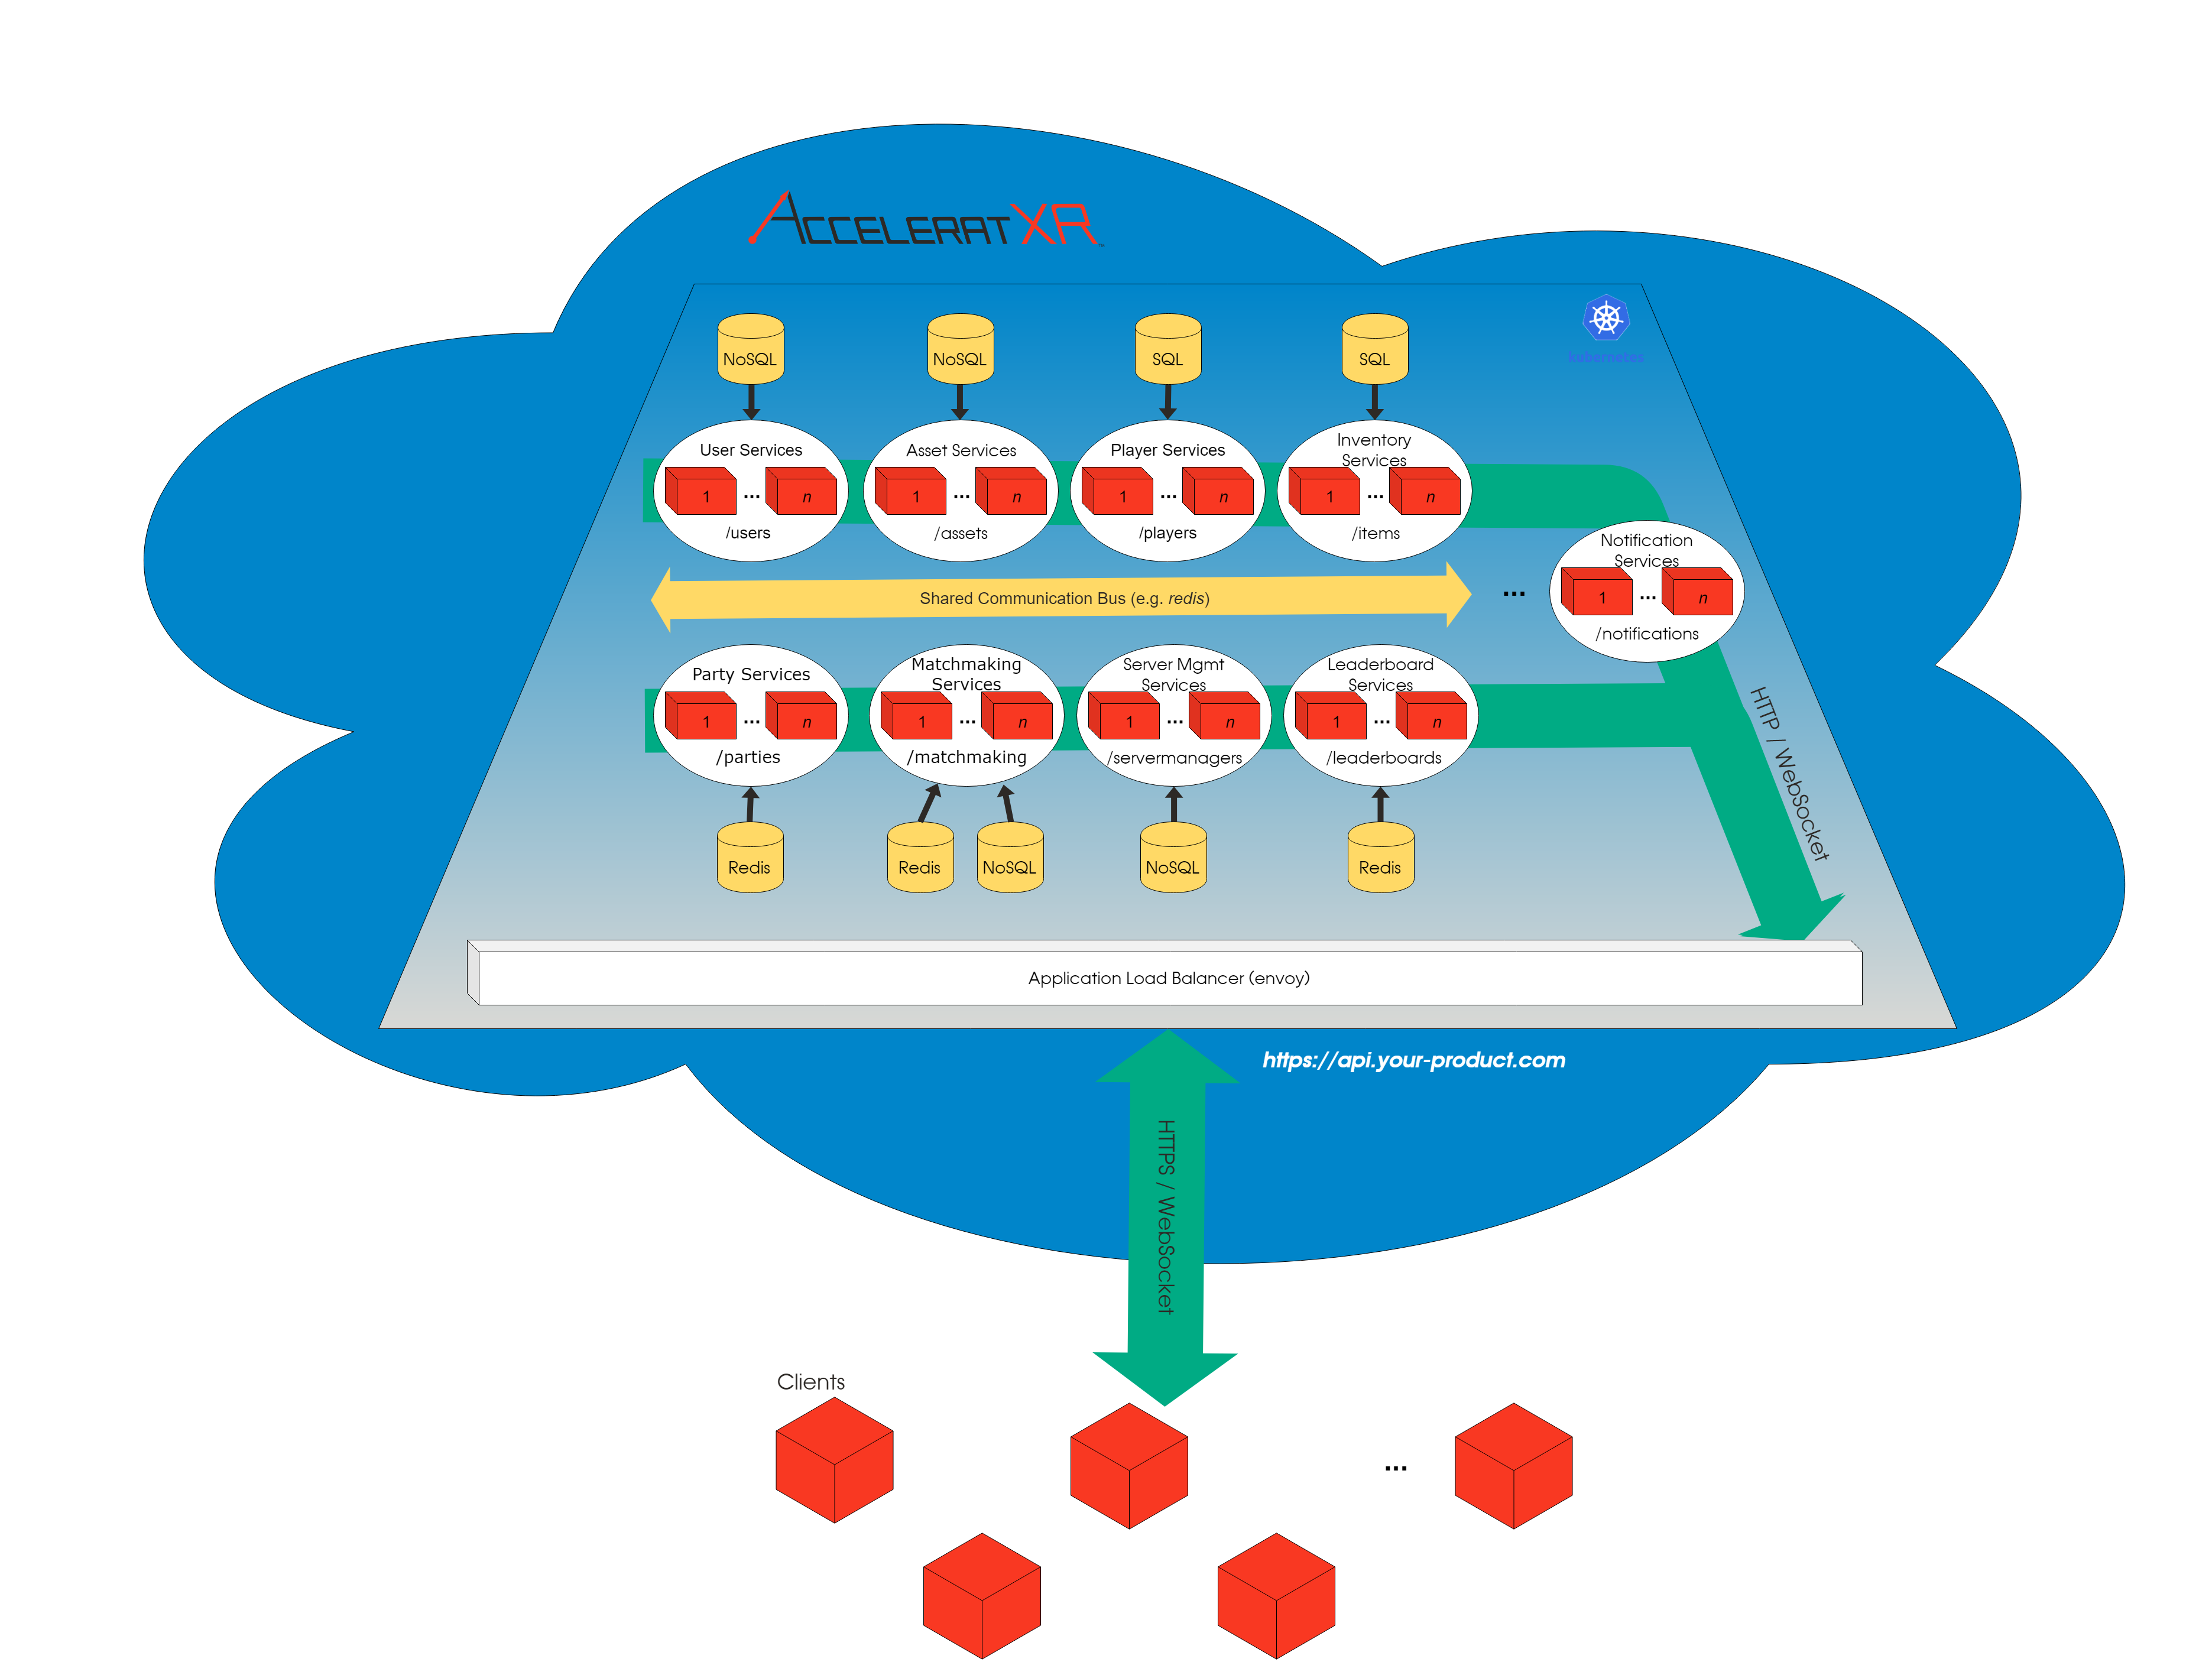 ACCELERATXR
kubernetes
NoSQL
NoSQL
SQL
SQL
User Services
1 ... n
/users
Asset Services
1 ... n
/assets
Player Services
1 ... n
/players
Inventory
Services
1 ... n
/items
Notification
Services
1 ... n
/notifications
Shared Communication Bus (e.g. redis)
...
Party Services
1 ... n
/parties
Matchmaking
Services
1 ... n
/matchmaking
Server Mgmt
Services
1 ... n
/servermanagers
Leaderboard
Services
1 ... n
/leaderboards
HTTP / WebSocket
Redis
Redis
NoSQL
NoSQL
Redis
Application Load Balancer (envoy)
https://api.your-product.com
HTTPS / WebSocket
Clients
...